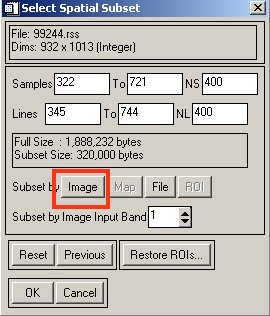 Select Spatial Subset
File: 99244.rss
Dims: 932 x 1013 (Integer)
Samples 322 To 721 NS 400
Lines 345 To 744 NL 400
Full Size : 1,888,232 bytes
Subset Size: 320,000 bytes
Subset by Image Map File ROI
Subset by Image Input Band 1
Reset Previous Restore ROIs...
OK Cancel